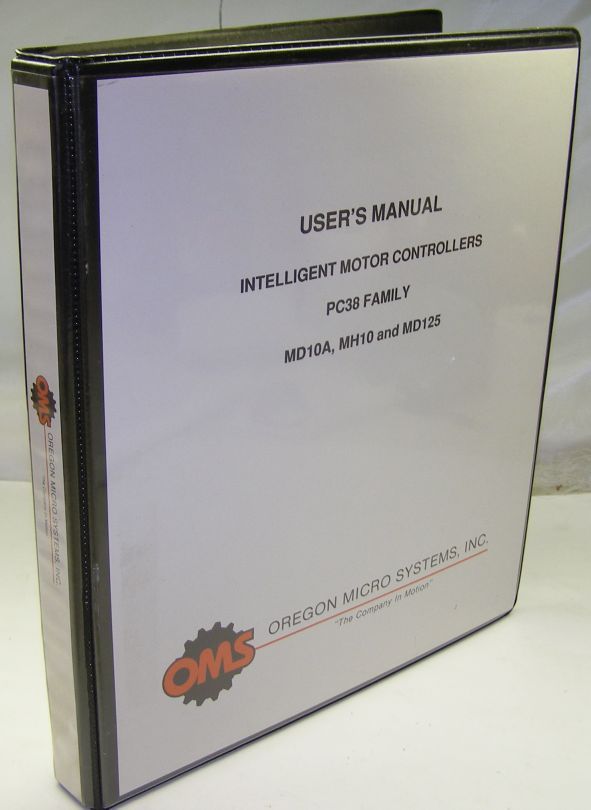 USER'S MANUAL
INTELLIGENT MOTOR CONTROLLERS
PC38 FAMILY
MD10A, MH10 and MD125
OREGON MICRO SYSTEMS, INC.
"The Company In Motion"
OMS
OMS
OREGON MICRO SYSTEMS, INC.